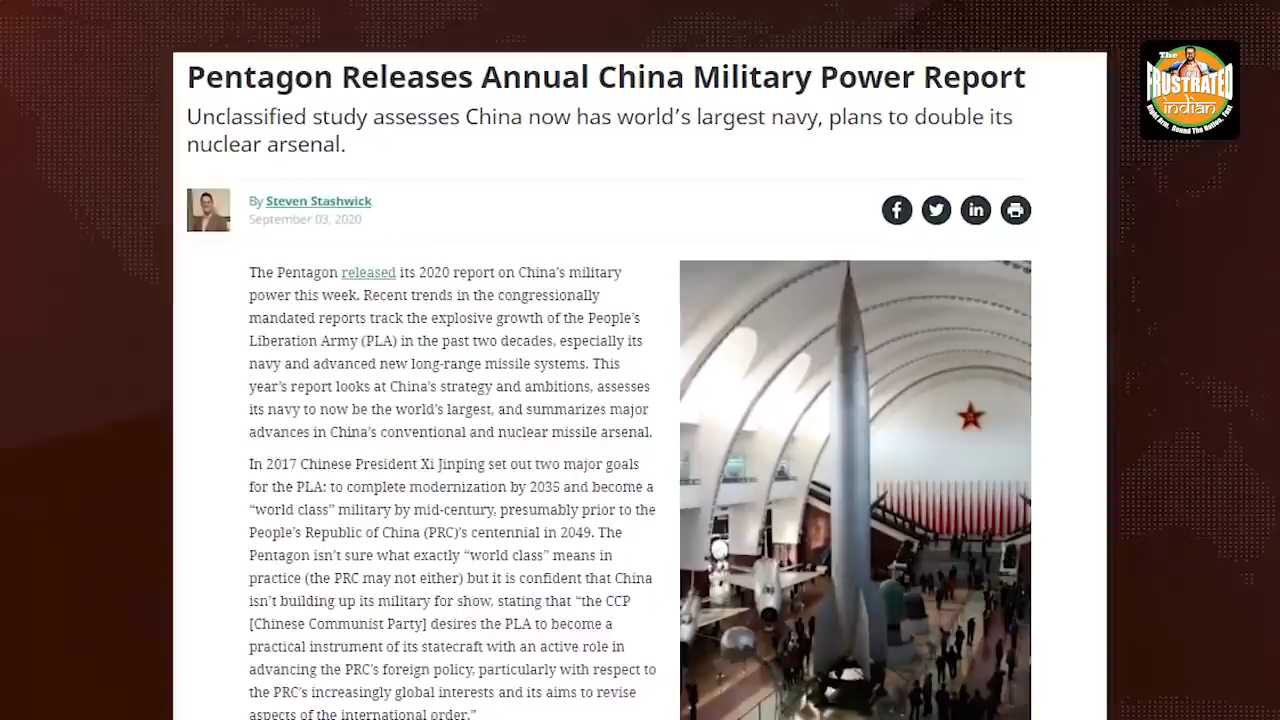 Pentagon Releases Annual China Military Power Report
Unclassified study assesses China now has world's largest navy, plans to double its
nuclear arsenal.
By Steven Stashwick
September 03, 2020
The Pentagon released its 2020 report on China's military
power this week. Recent trends in the congressionally
mandated reports track the explosive growth of the People's
Liberation Army (PLA) in the past two decades, especially its
navy and advanced new long-range missile systems. This
year's report looks at China's strategy and ambitions, assesses
its navy to now be the world's largest, and summarizes major
advances in China's conventional and nuclear missile arsenal.
In 2017 Chinese President Xi Jinping set out two major goals
for the PLA: to complete modernization by 2035 and become a
“world class” military by mid-century, presumably prior to the
People's Republic of China (PRC)'s centennial in 2049. The
Pentagon isn't sure what exactly “world class” means in
practice (the PRC may not either) but it is confident that China
isn't building up its military for show, stating that “the CCP
[Chinese Communist Party] desires the PLA to become a
practical instrument of its statecraft with an active role in
advancing the PRC's foreign policy, particularly with respect to
the PRC's increasingly global interests and its aims to revise
aspects of the international order.”
The
FRUSTRATED
indian
Right Arm. Round The Nation. Fast